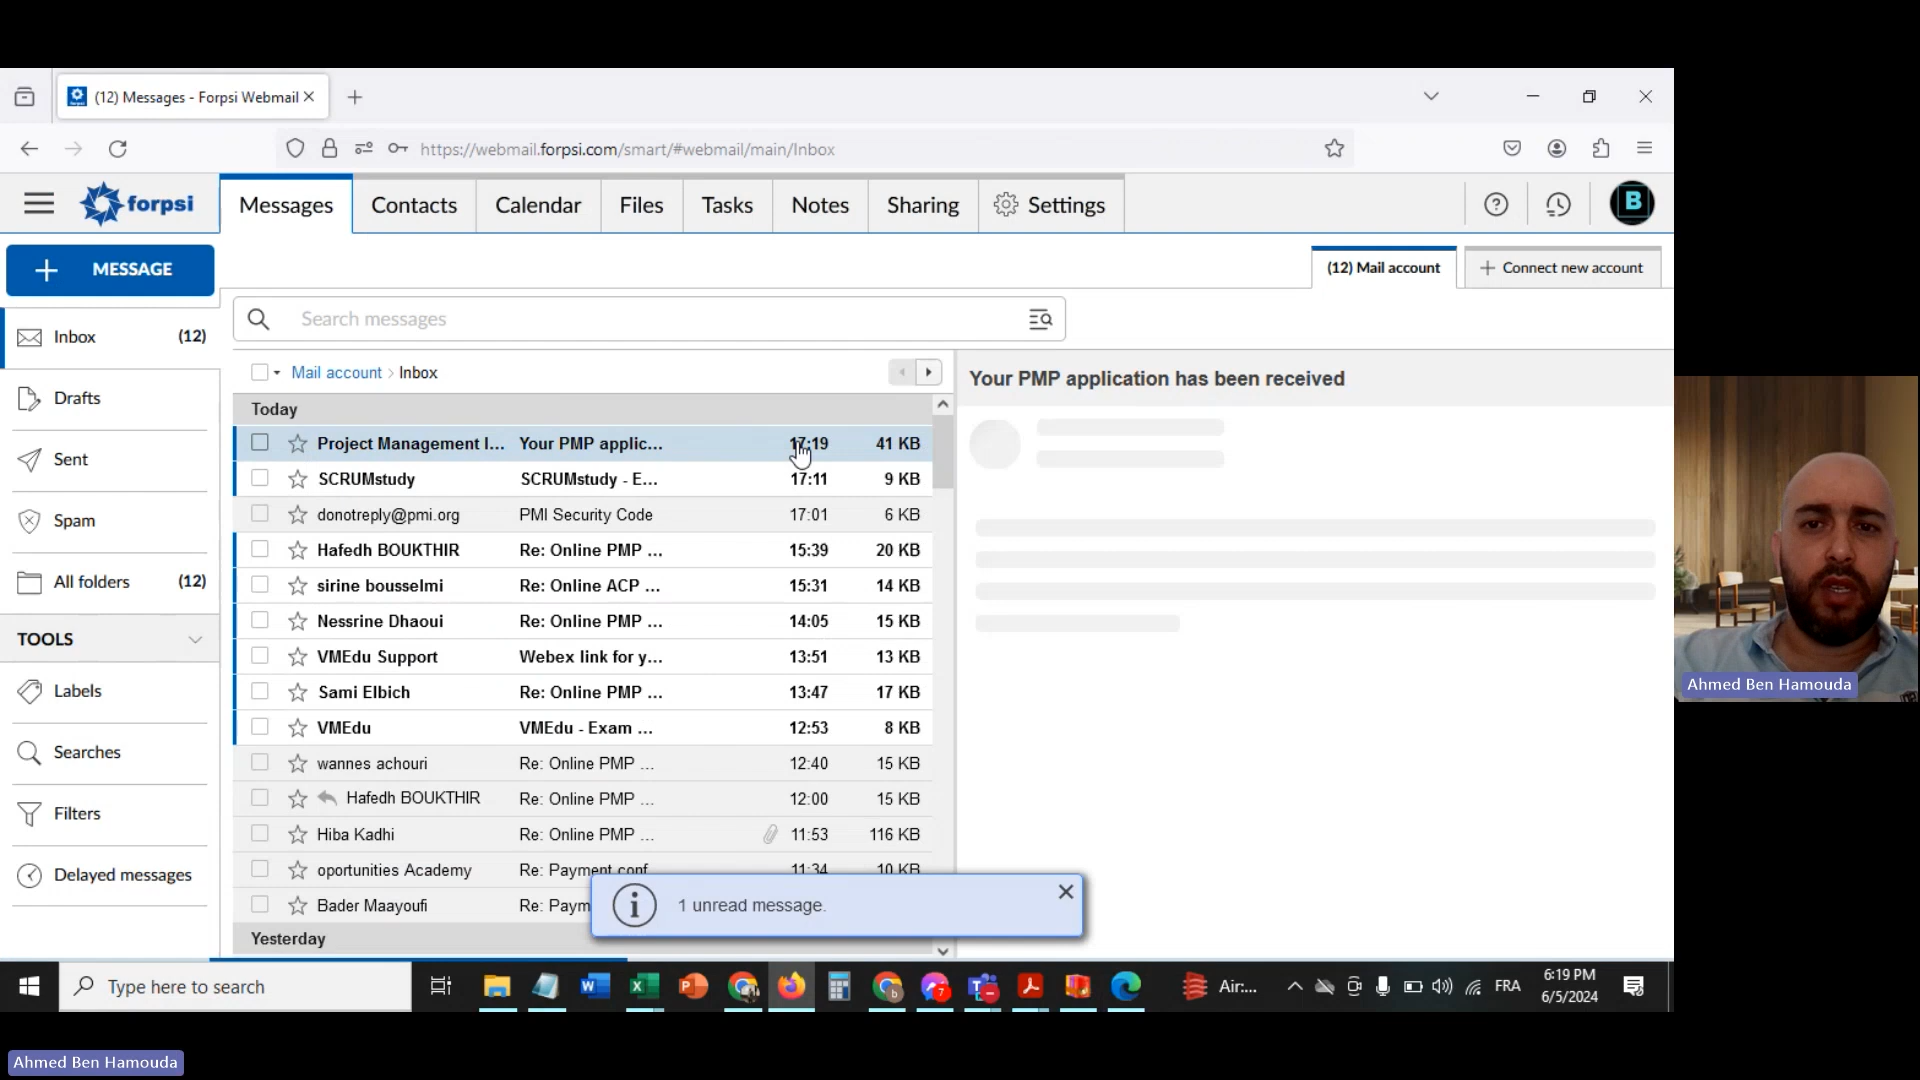 (12) Messages - Forpsi Webmail
https://webmail.forpsi.com/smart/#webmail/main/Inbox
forpsi
Messages
Contacts
Calendar
Files
Tasks
Notes
Sharing
Settings
B
MESSAGE
(12) Mail account
Connect new account
Search messages
Inbox (12)
Drafts
Sent
Spam
All folders (12)
TOOLS
Labels
Searches
Filters
Delayed messages
Mail account > Inbox
Today
Project Management I... Your PMP applic... 17:19 41 KB
SCRUMstudy SCRUMstudy - E... 17:11 9 KB
donotreply@pmi.org PMI Security Code 17:01 6 KB
Hafedh BOUKTHIR Re: Online PMP ... 15:39 20 KB
sirine bousselmi Re: Online ACP ... 15:31 14 KB
Nessrine Dhaoui Re: Online PMP ... 14:05 15 KB
VMEdu Support Webex link for y... 13:51 13 KB
Sami Elbich Re: Online PMP ... 13:47 17 KB
VMEdu VMEdu - Exam ... 12:53 8 KB
wannes achouri Re: Online PMP ... 12:40 15 KB
Hafedh BOUKTHIR Re: Online PMP ... 12:00 15 KB
Hiba Kadhi Re: Online PMP ... 11:53 116 KB
oportunities Academy Re: Payment conf 11:34 10 KB
Bader Maayoufi Re: Paym
Yesterday
Your PMP application has been received
1 unread message.
Ahmed Ben Hamouda
Type here to search
7
Air:...
FRA
6:19 PM
6/5/2024
Ahmed Ben Hamouda